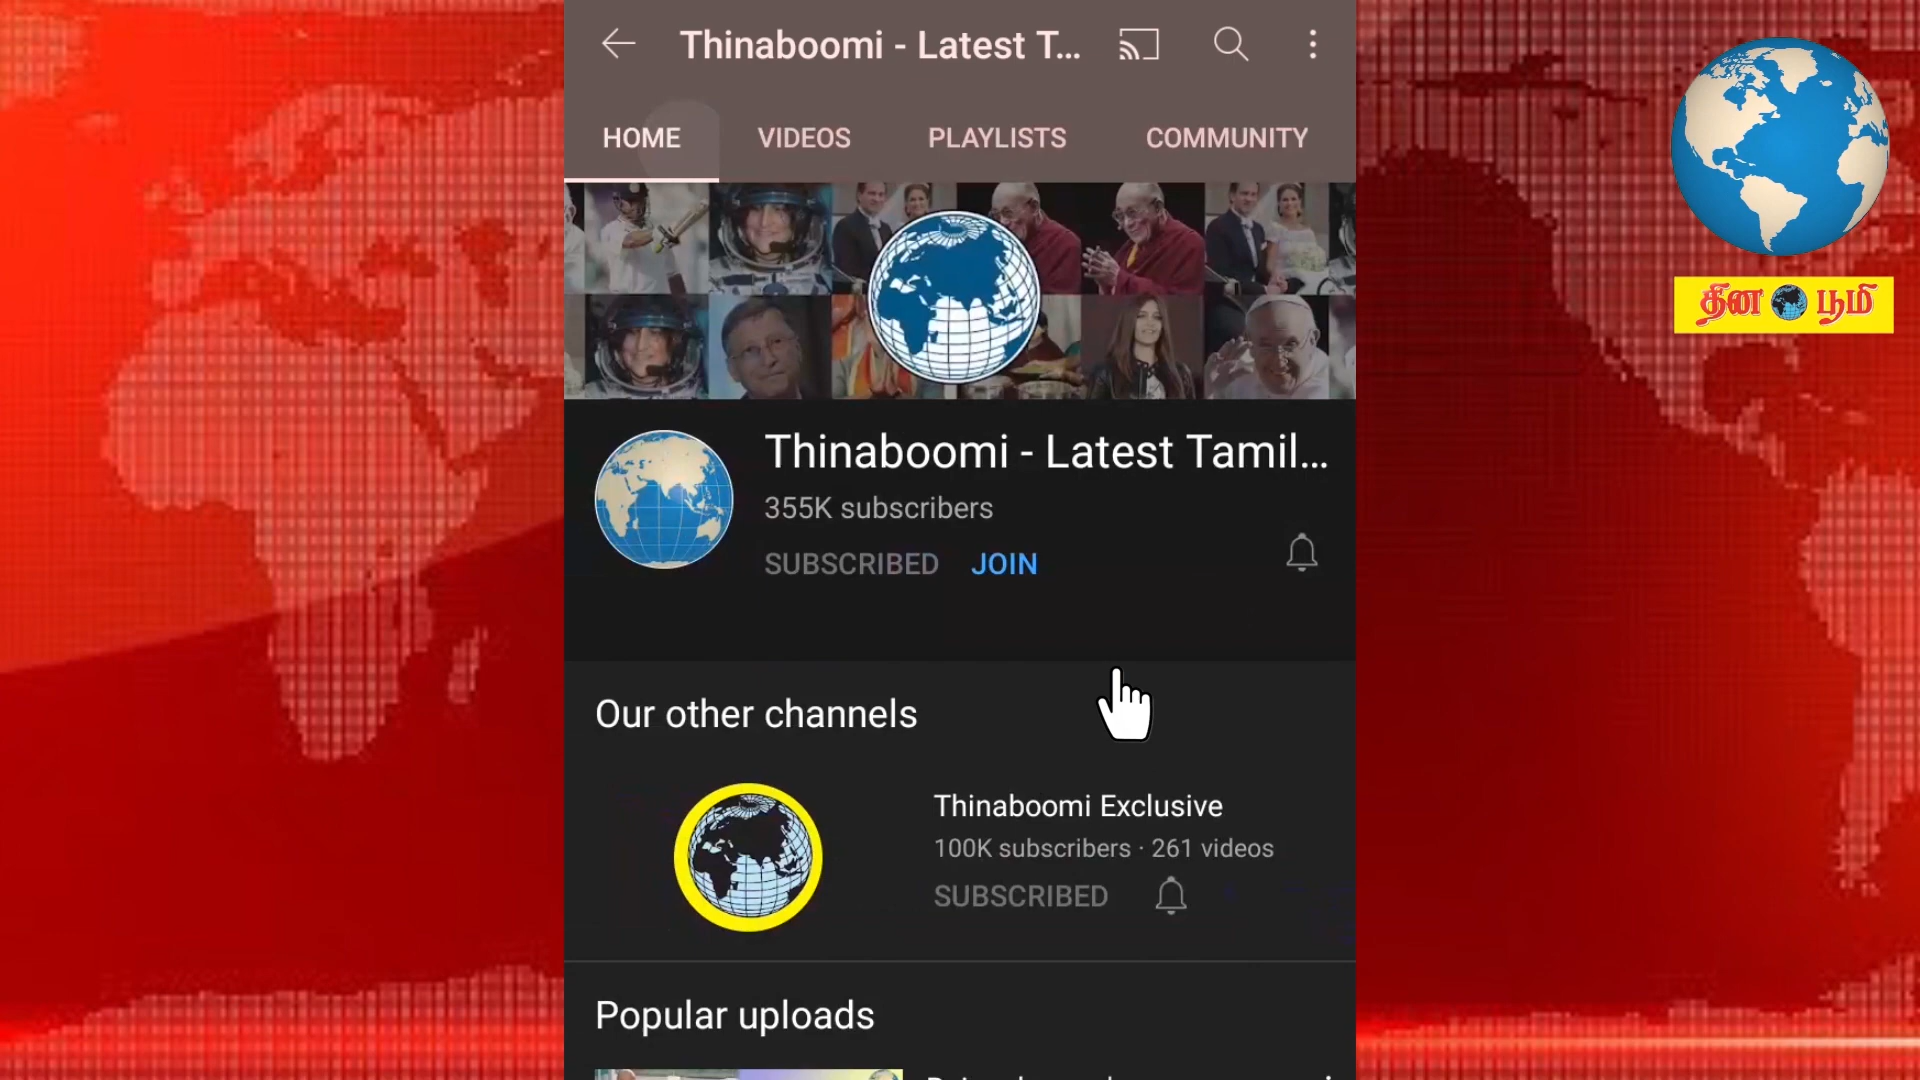 Thinaboomi - Latest T...
HOME
VIDEOS
PLAYLISTS
COMMUNITY
தின பூமி
Thinaboomi - Latest Tamil...
355K subscribers
SUBSCRIBED
JOIN
Our other channels
Thinaboomi Exclusive
100K subscribers · 261 videos
SUBSCRIBED
Popular uploads